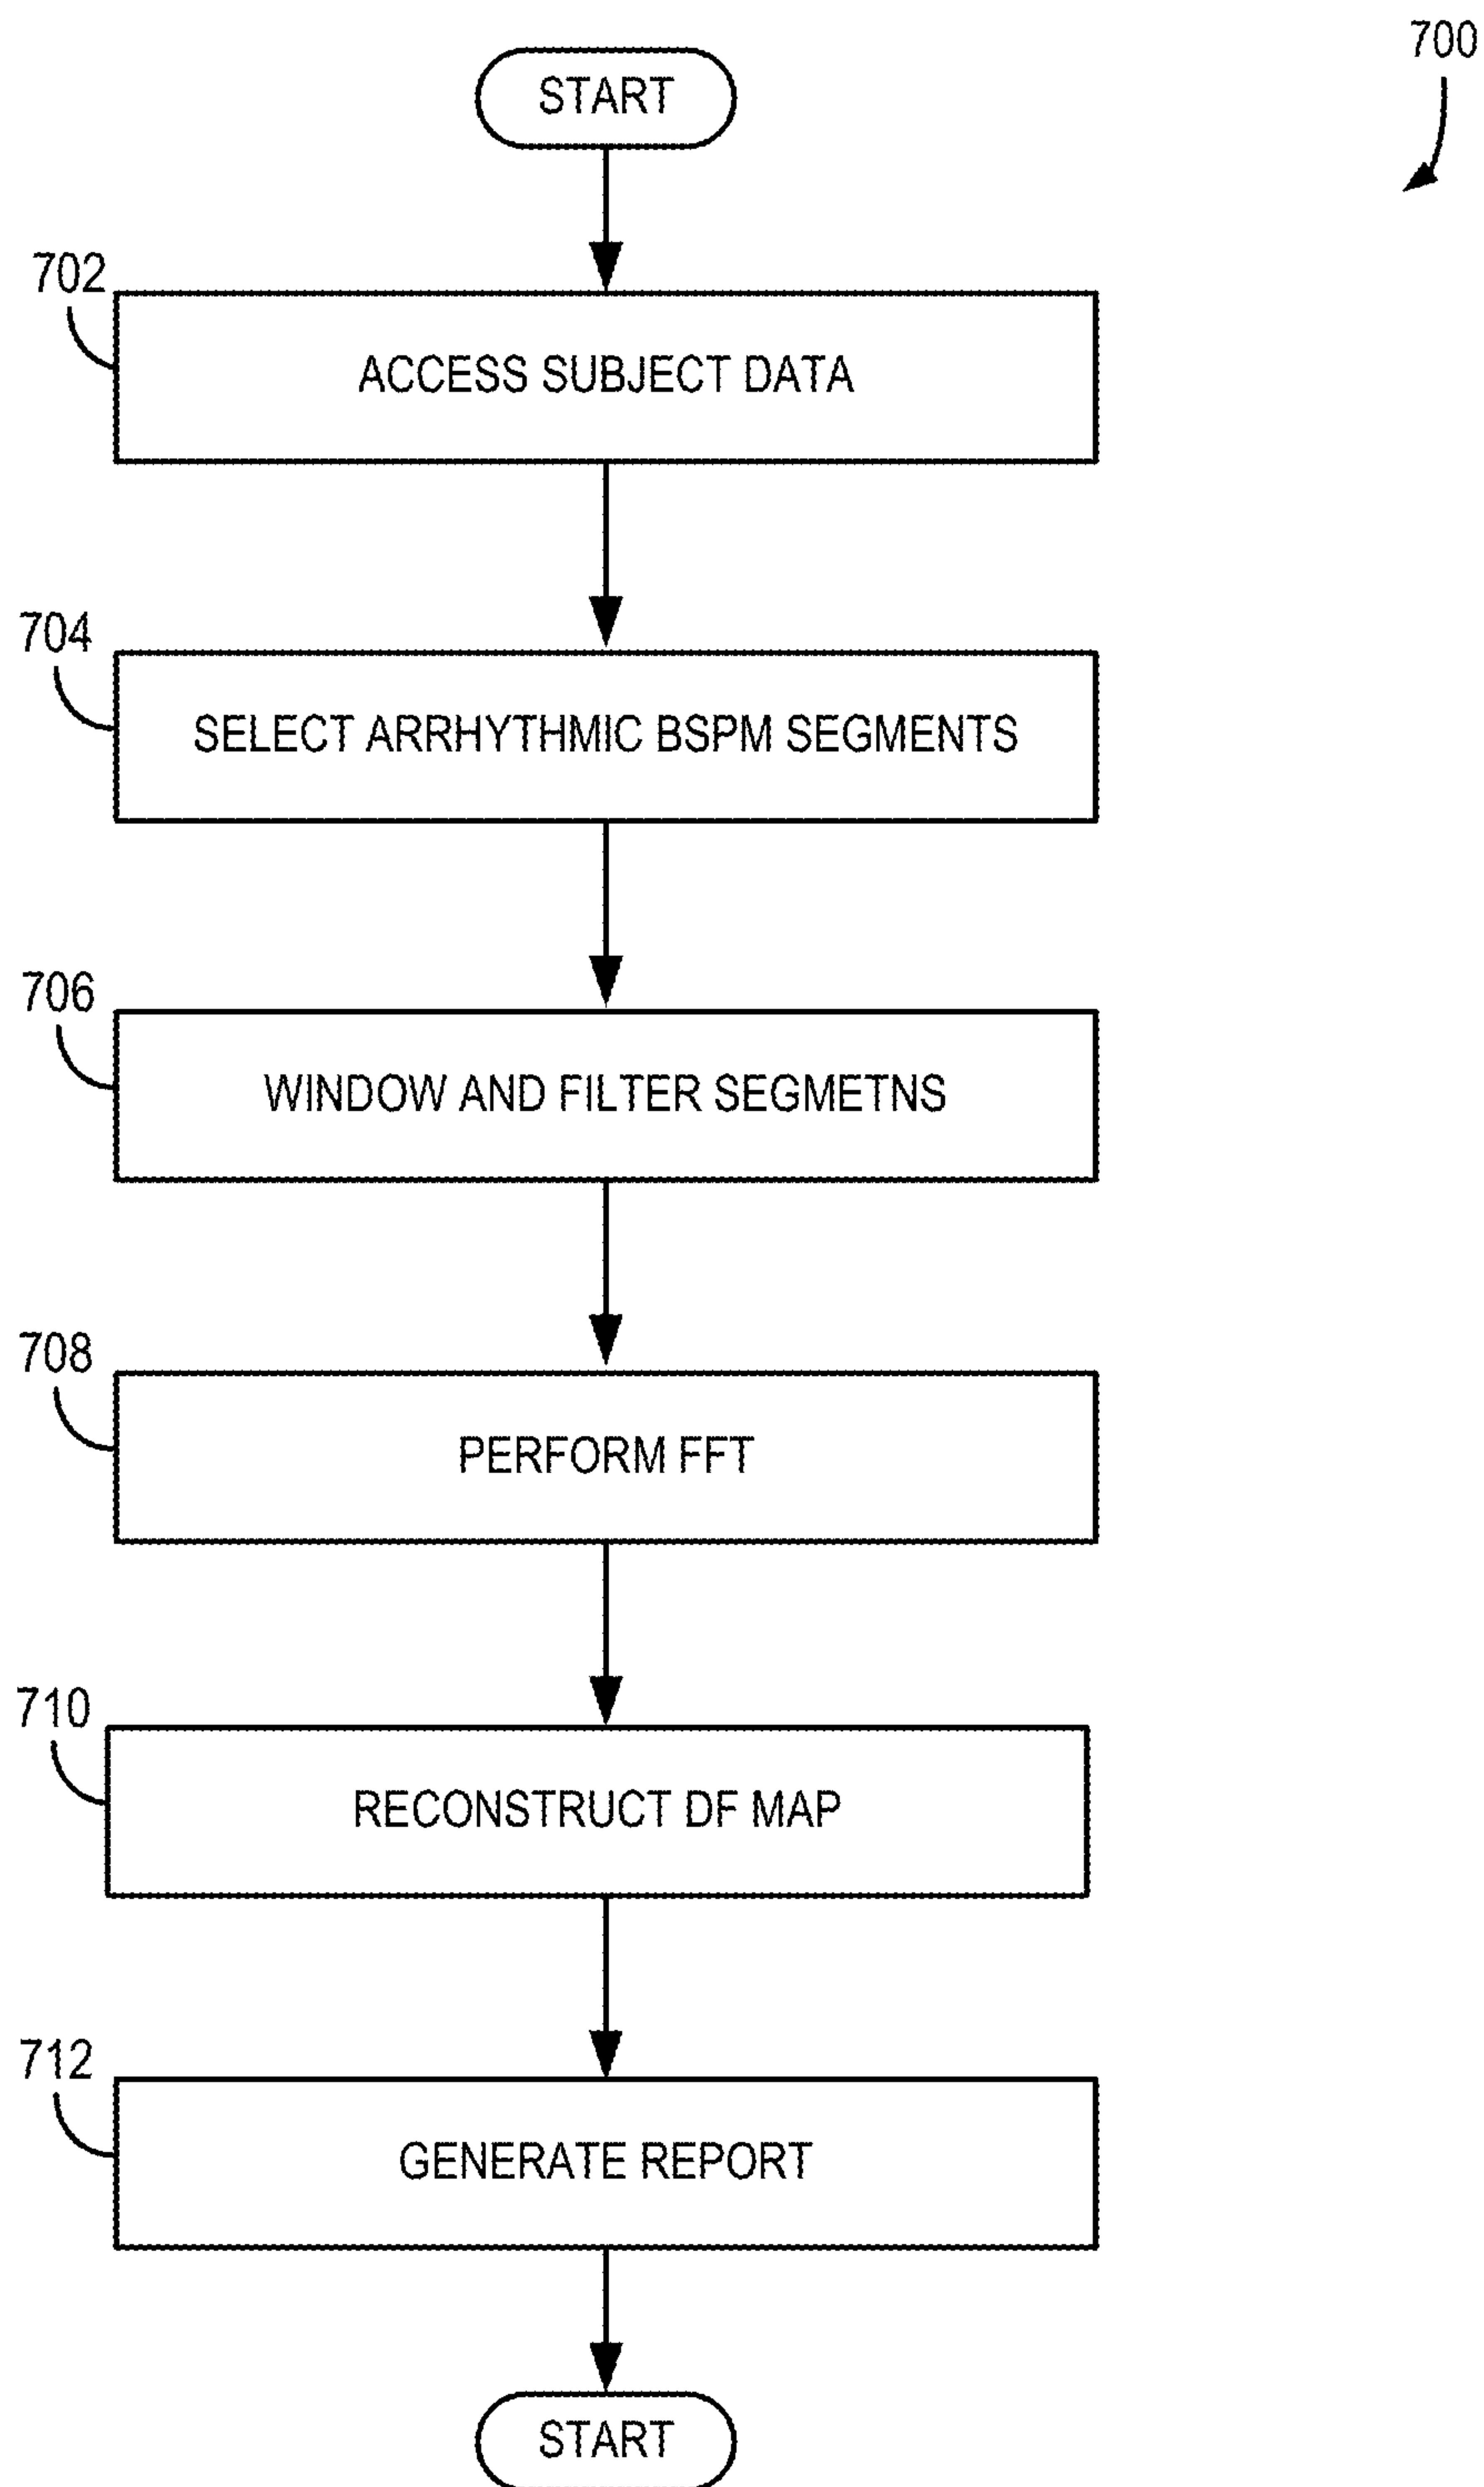 700
START
702
ACCESS SUBJECT DATA
704
SELECT ARRHYTHMIC BSPM SEGMENTS
706
WINDOW AND FILTER SEGMETNS
708
PERFORM FFT
710
RECONSTRUCT DF MAP
712
GENERATE REPORT
START